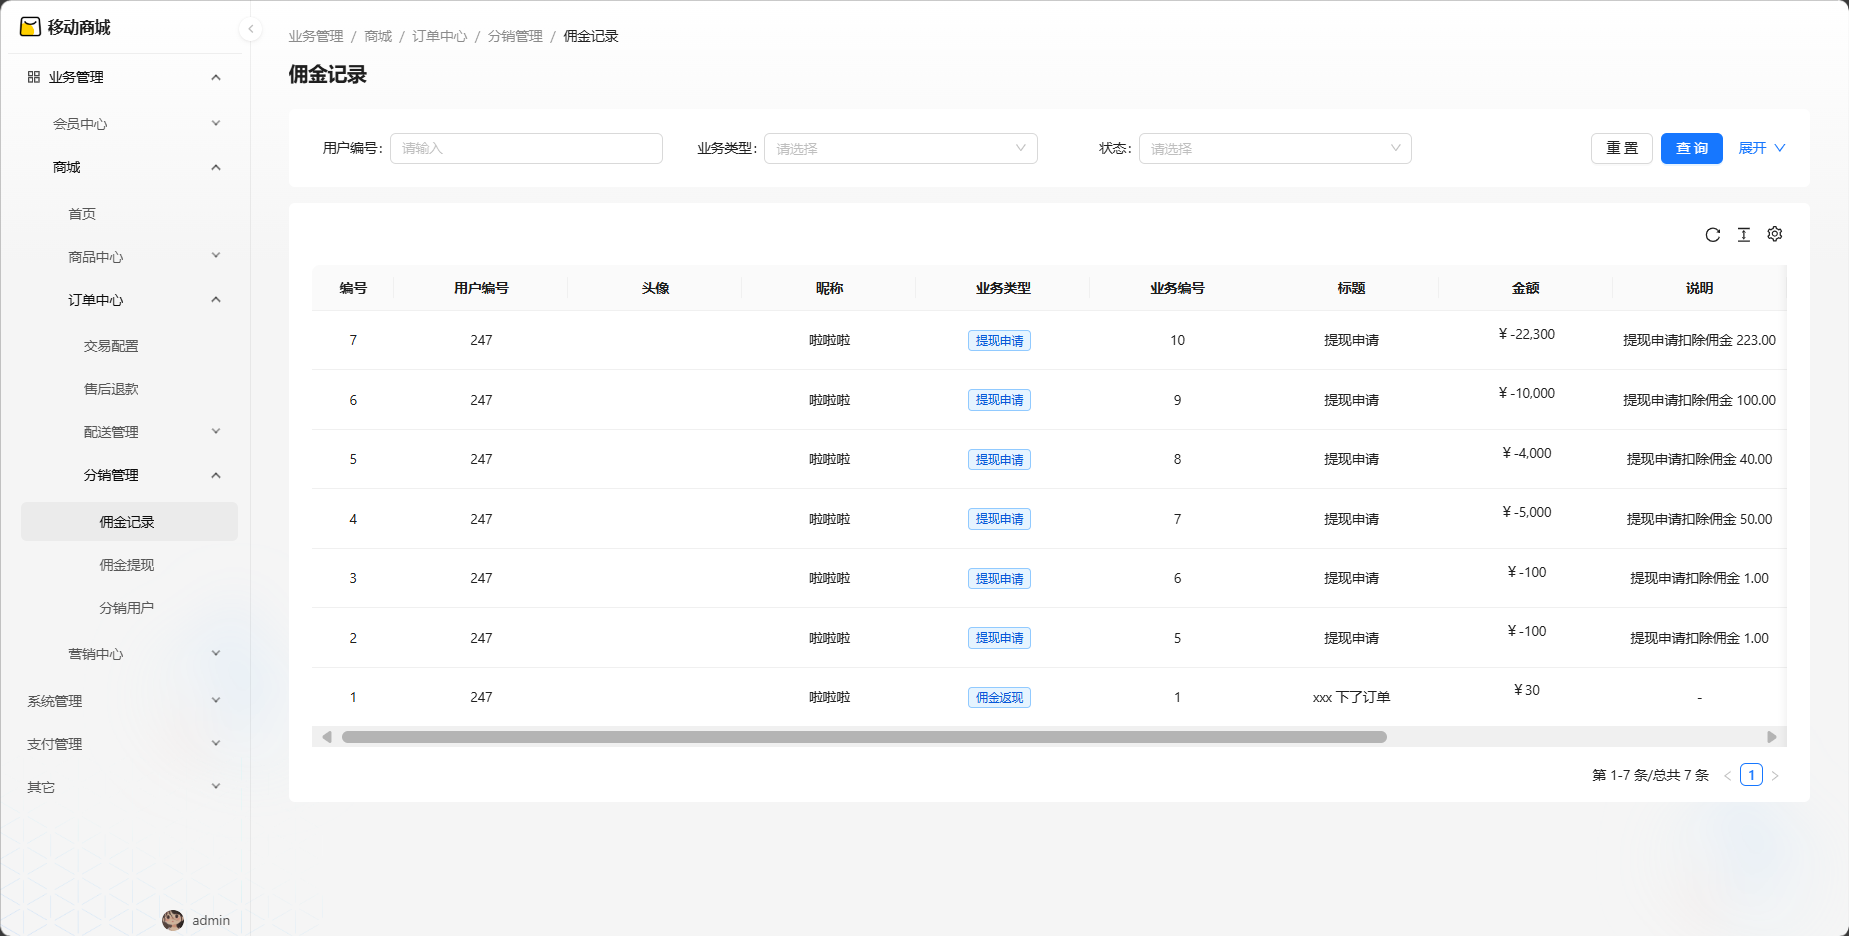 移动商城
业务管理
会员中心
商城
首页
商品中心
订单中心
交易配置
售后退款
配送管理
分销管理
佣金记录
佣金提现
分销用户
营销中心
系统管理
支付管理
其它
admin
业务管理 / 商城 / 订单中心 / 分销管理 / 佣金记录
佣金记录
用户编号: 请输入 业务类型: 请选择 状态: 请选择 重 置 查 询 展开
编号 用户编号 头像 昵称 业务类型 业务编号 标题 金额 说明
7 247 啦啦啦 提现申请 10 提现申请 ¥ -22,300 提现申请扣除佣金 223.00
6 247 啦啦啦 提现申请 9 提现申请 ¥ -10,000 提现申请扣除佣金 100.00
5 247 啦啦啦 提现申请 8 提现申请 ¥ -4,000 提现申请扣除佣金 40.00
4 247 啦啦啦 提现申请 7 提现申请 ¥ -5,000 提现申请扣除佣金 50.00
3 247 啦啦啦 提现申请 6 提现申请 ¥ -100 提现申请扣除佣金 1.00
2 247 啦啦啦 提现申请 5 提现申请 ¥ -100 提现申请扣除佣金 1.00
1 247 啦啦啦 佣金返现 1 xxx 下了订单 ¥ 30 -
第 1-7 条/总共 7 条 < 1 >